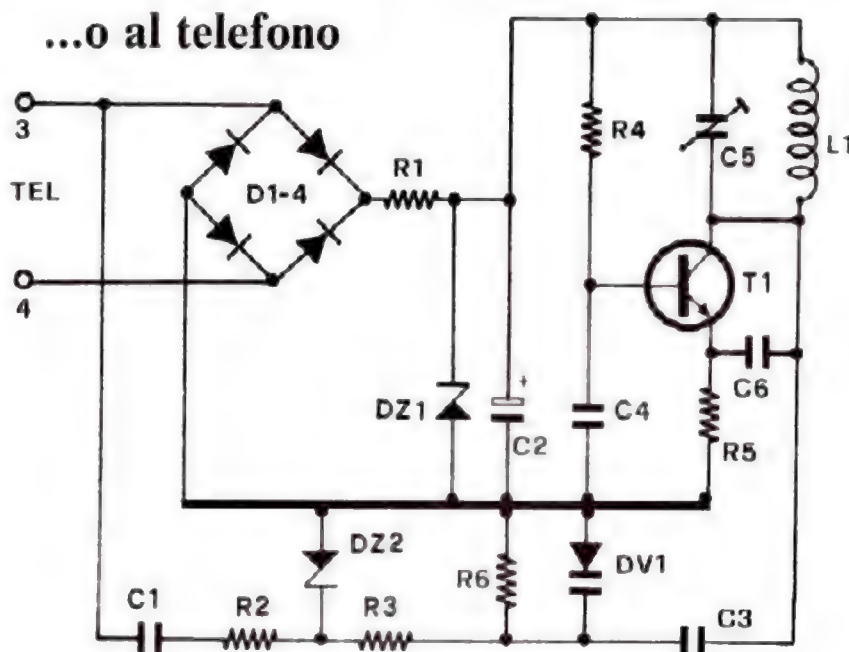 ...o al telefono
3
TEL
4
D1-4
R1
R4
C5
L1
T1
DZ1
+
C2
C4
C6
R5
DZ2
R6
DV1
C1
R2
R3
C3